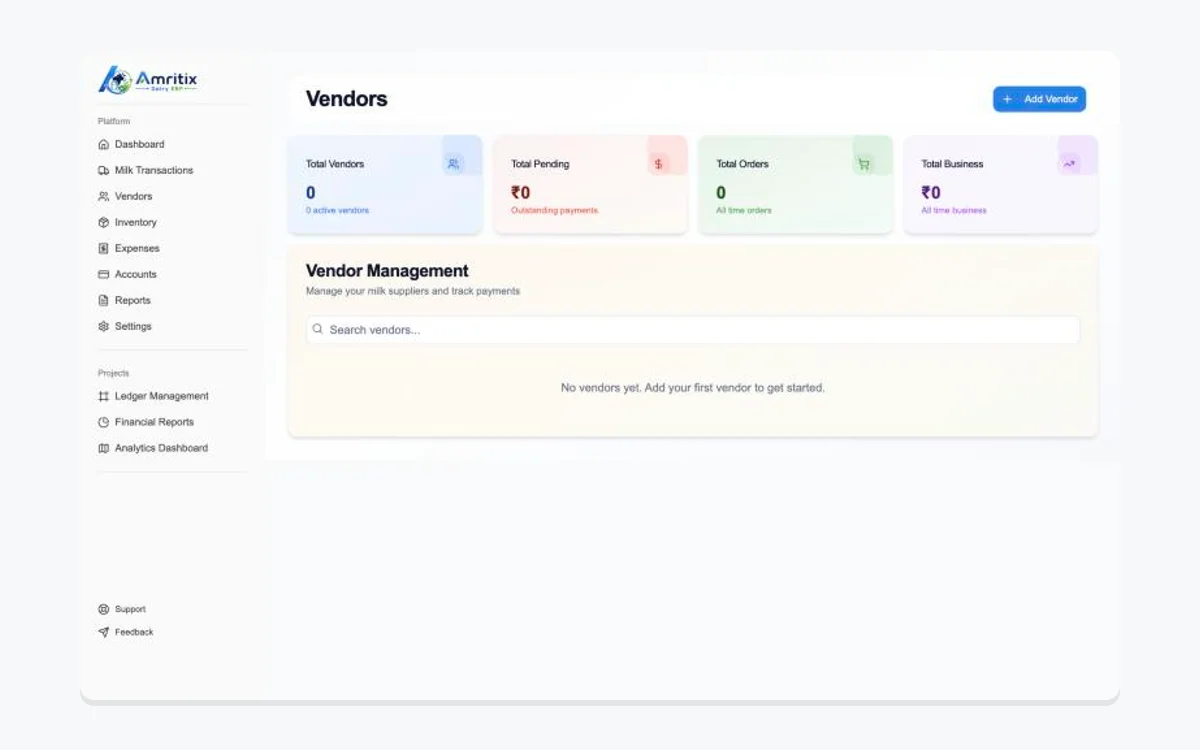 Amritix
Dairy ERP
Platform
Dashboard
Milk Transactions
Vendors
Inventory
Expenses
Accounts
Reports
Settings
Projects
Ledger Management
Financial Reports
Analytics Dashboard
Support
Feedback
Vendors
+ Add Vendor
Total Vendors
0
0 active vendors
Total Pending
₹0
Outstanding payments
Total Orders
0
All time orders
Total Business
₹0
All time business
Vendor Management
Manage your milk suppliers and track payments
Search vendors...
No vendors yet. Add your first vendor to get started.